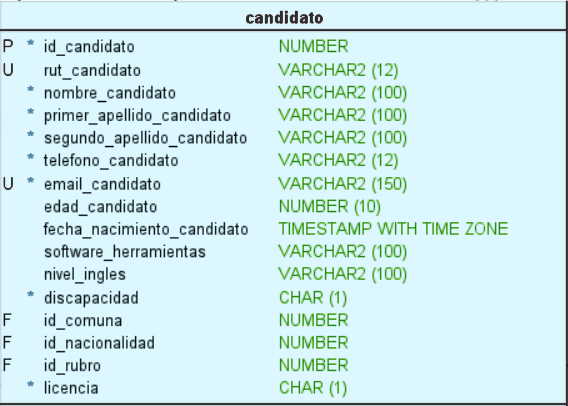 candidato
P * id_candidato NUMBER
U rut_candidato VARCHAR2 (12)
* nombre_candidato VARCHAR2 (100)
* primer_apellido_candidato VARCHAR2 (100)
* segundo_apellido_candidato VARCHAR2 (100)
* telefono_candidato VARCHAR2 (12)
U * email_candidato VARCHAR2 (150)
edad_candidato NUMBER (10)
fecha_nacimiento_candidato TIMESTAMP WITH TIME ZONE
software_herramientas VARCHAR2 (100)
nivel_ingles VARCHAR2 (100)
* discapacidad CHAR (1)
F id_comuna NUMBER
F id_nacionalidad NUMBER
F id_rubro NUMBER
* licencia CHAR (1)